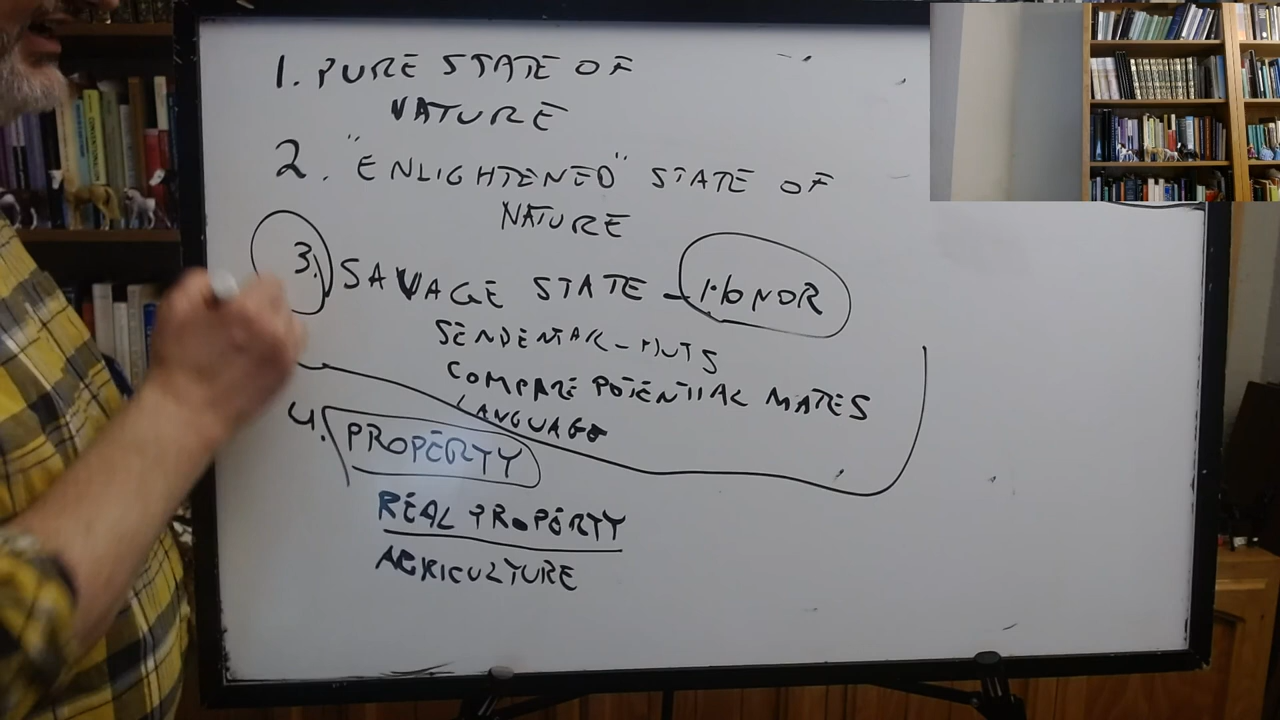 1. PURE STATE OF
NATURE
2. "ENLIGHTENED" STATE OF
NATURE
3. SAVAGE STATE - HONOR
SENDENTAR - HUTS
COMPARE POTENTIAL MATES
LANGUAGE
4. PROPERTY
REAL PROPERTY
AGRICULTURE